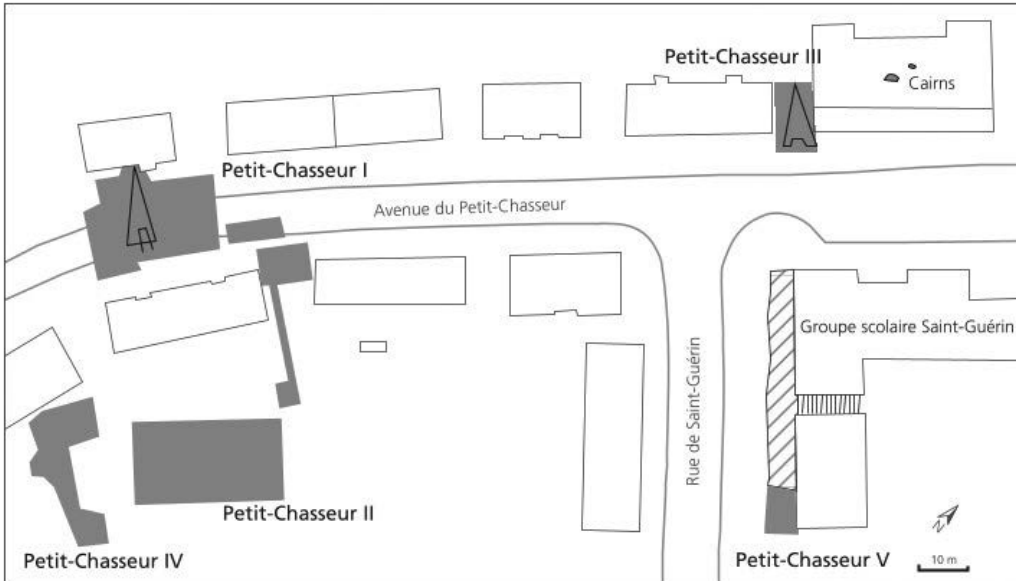 Petit-Chasseur III
Cairns
Petit-Chasseur I
Avenue du Petit-Chasseur
Groupe scolaire Saint-Guérin
Rue de Saint-Guérin
Petit-Chasseur II
Petit-Chasseur IV
Petit-Chasseur V
N
10 m